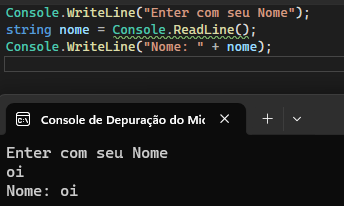 Console.WriteLine("Enter com seu Nome");
string nome = Console.ReadLine();
Console.WriteLine("Nome: " + nome);
Console de Depuração do Mic
Enter com seu Nome
oi
Nome: oi